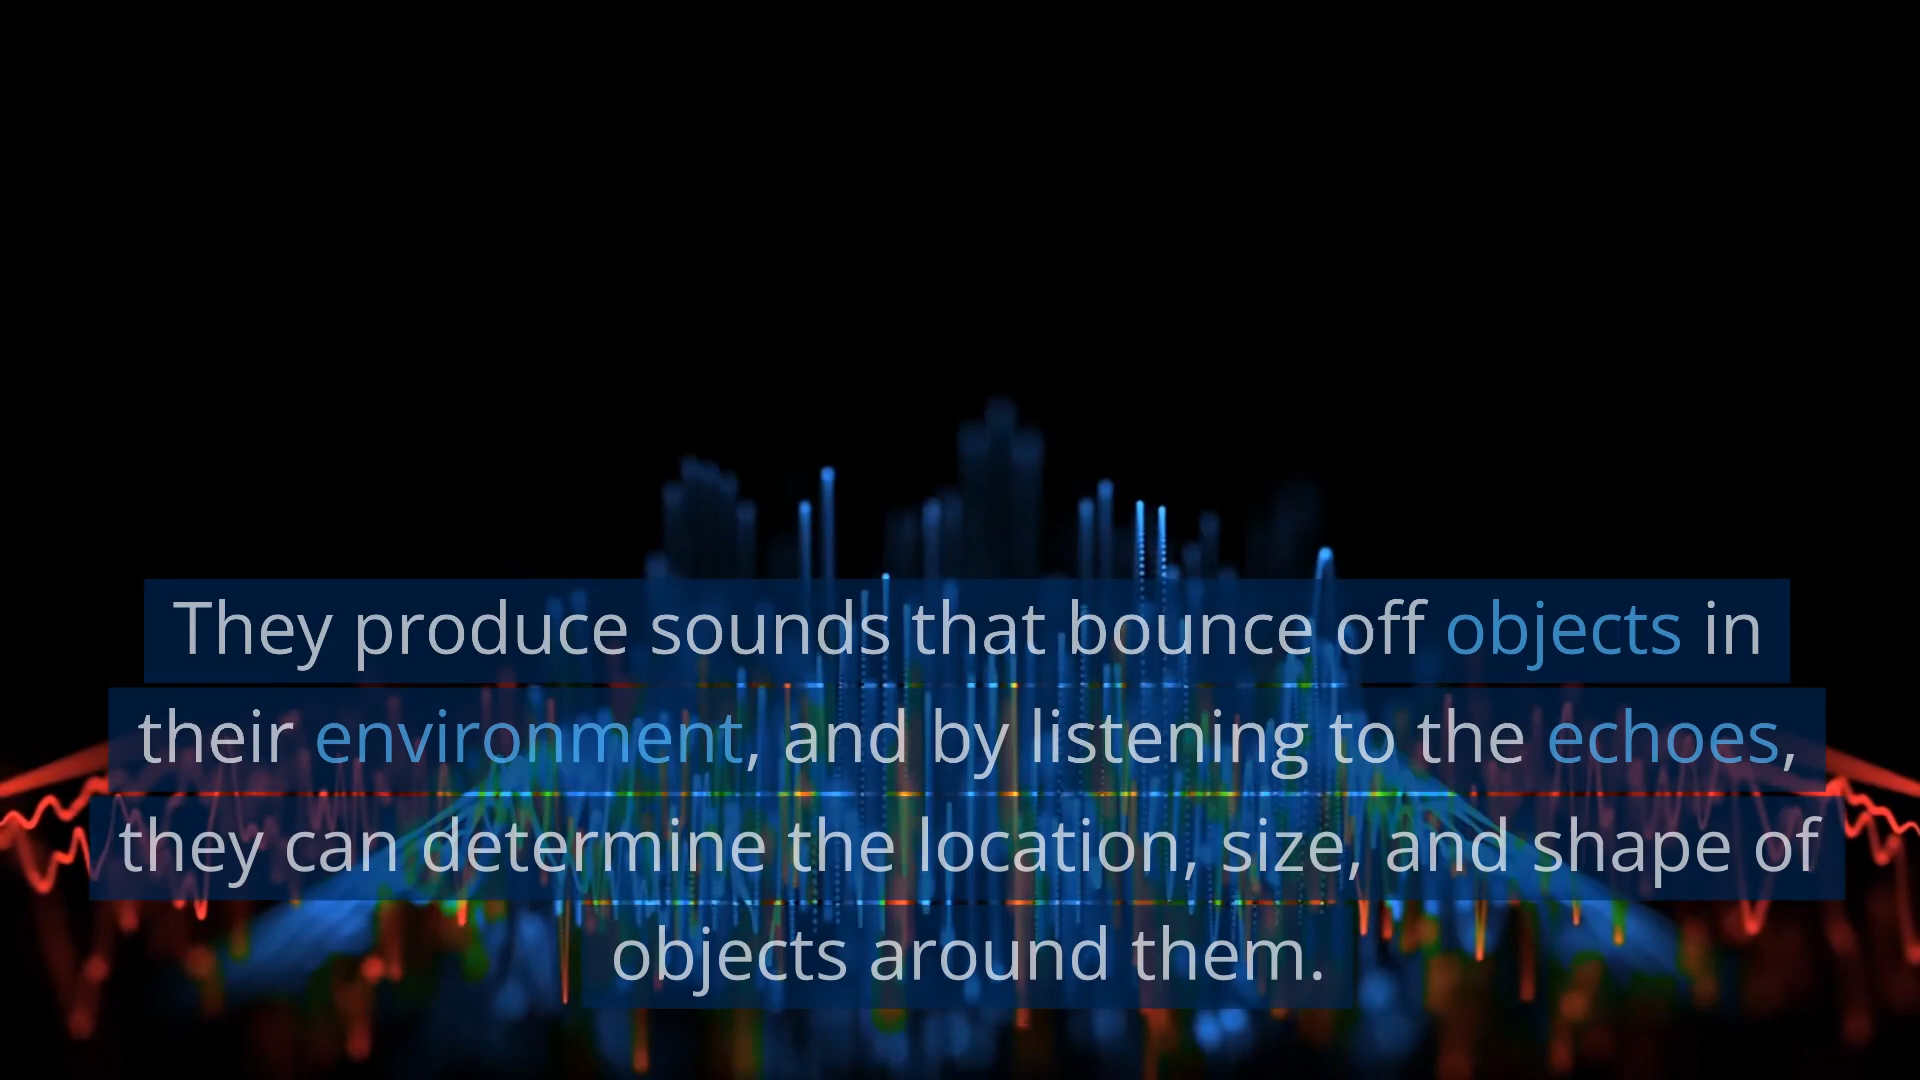 They produce sounds that bounce off objects in
their environment, and by listening to the echoes,
they can determine the location, size, and shape of
objects around them.